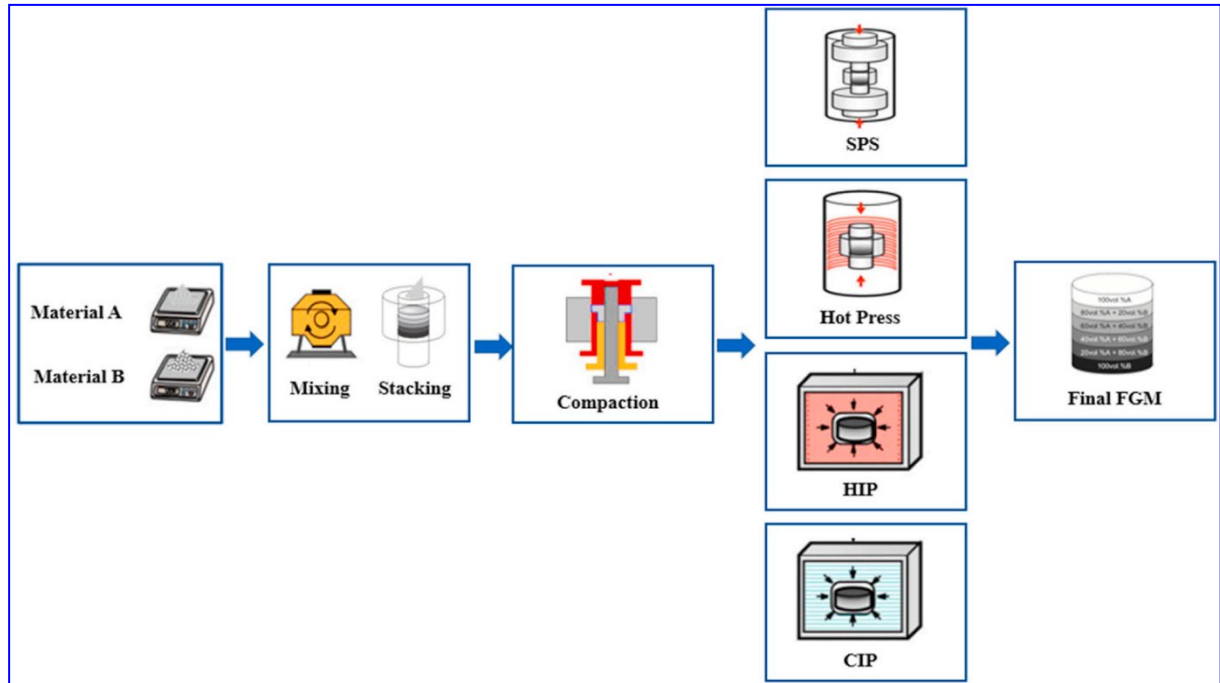 Material A
Material B
Mixing
Stacking
Compaction
SPS
Hot Press
HIP
CIP
100vol %A
80vol %A + 20vol %B
60vol %A + 40vol %B
40vol %A + 60vol %B
20vol %A + 80vol %B
100vol %B
Final FGM